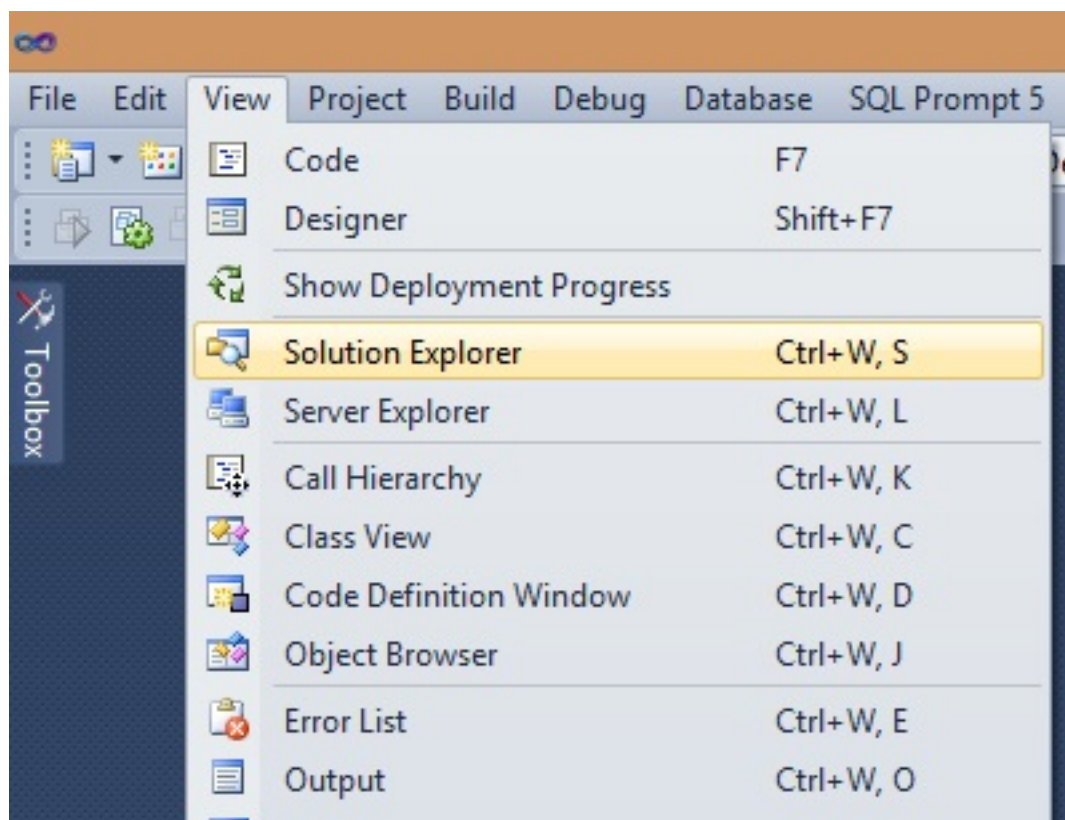 File Edit View Project Build Debug Database SQL Prompt 5
Code F7
Designer Shift+F7
Show Deployment Progress
Solution Explorer Ctrl+W, S
Server Explorer Ctrl+W, L
Call Hierarchy Ctrl+W, K
Class View Ctrl+W, C
Code Definition Window Ctrl+W, D
Object Browser Ctrl+W, J
Error List Ctrl+W, E
Output Ctrl+W, O
Toolbox